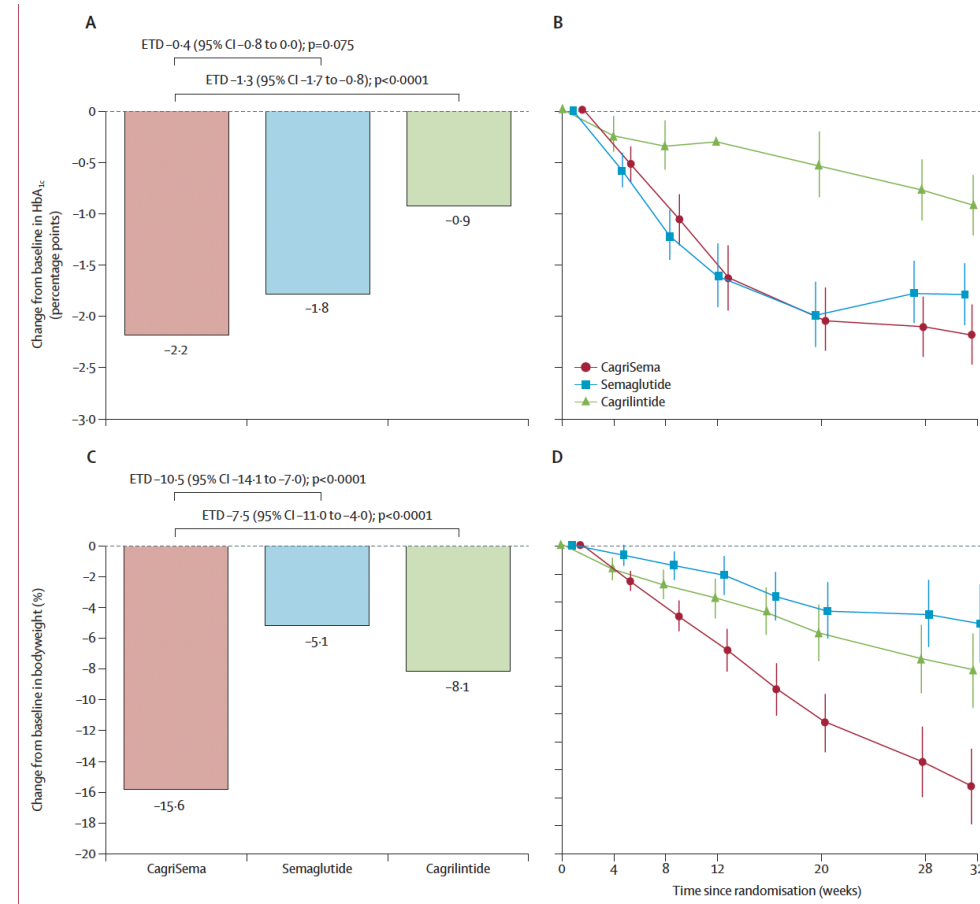 A
ETD –0·4 (95% CI –0·8 to 0·0); p=0·075
ETD –1·3 (95% CI –1·7 to –0·8); p<0·0001
Change from baseline in HbA1c
(percentage points)
0
–0·5
–1·0
–1·5
–2·0
–2·5
–3·0
–2·2
–1·8
–0·9
B
CagriSema
Semaglutide
Cagrilintide
C
ETD –10·5 (95% CI –14·1 to –7·0); p<0·0001
ETD –7·5 (95% CI –11·0 to –4·0); p<0·0001
Change from baseline in bodyweight (%)
0
–2
–4
–6
–8
–10
–12
–14
–16
–18
–20
–15·6
–5·1
–8·1
CagriSema Semaglutide Cagrilintide
D
0 4 8 12 20 28 32
Time since randomisation (weeks)